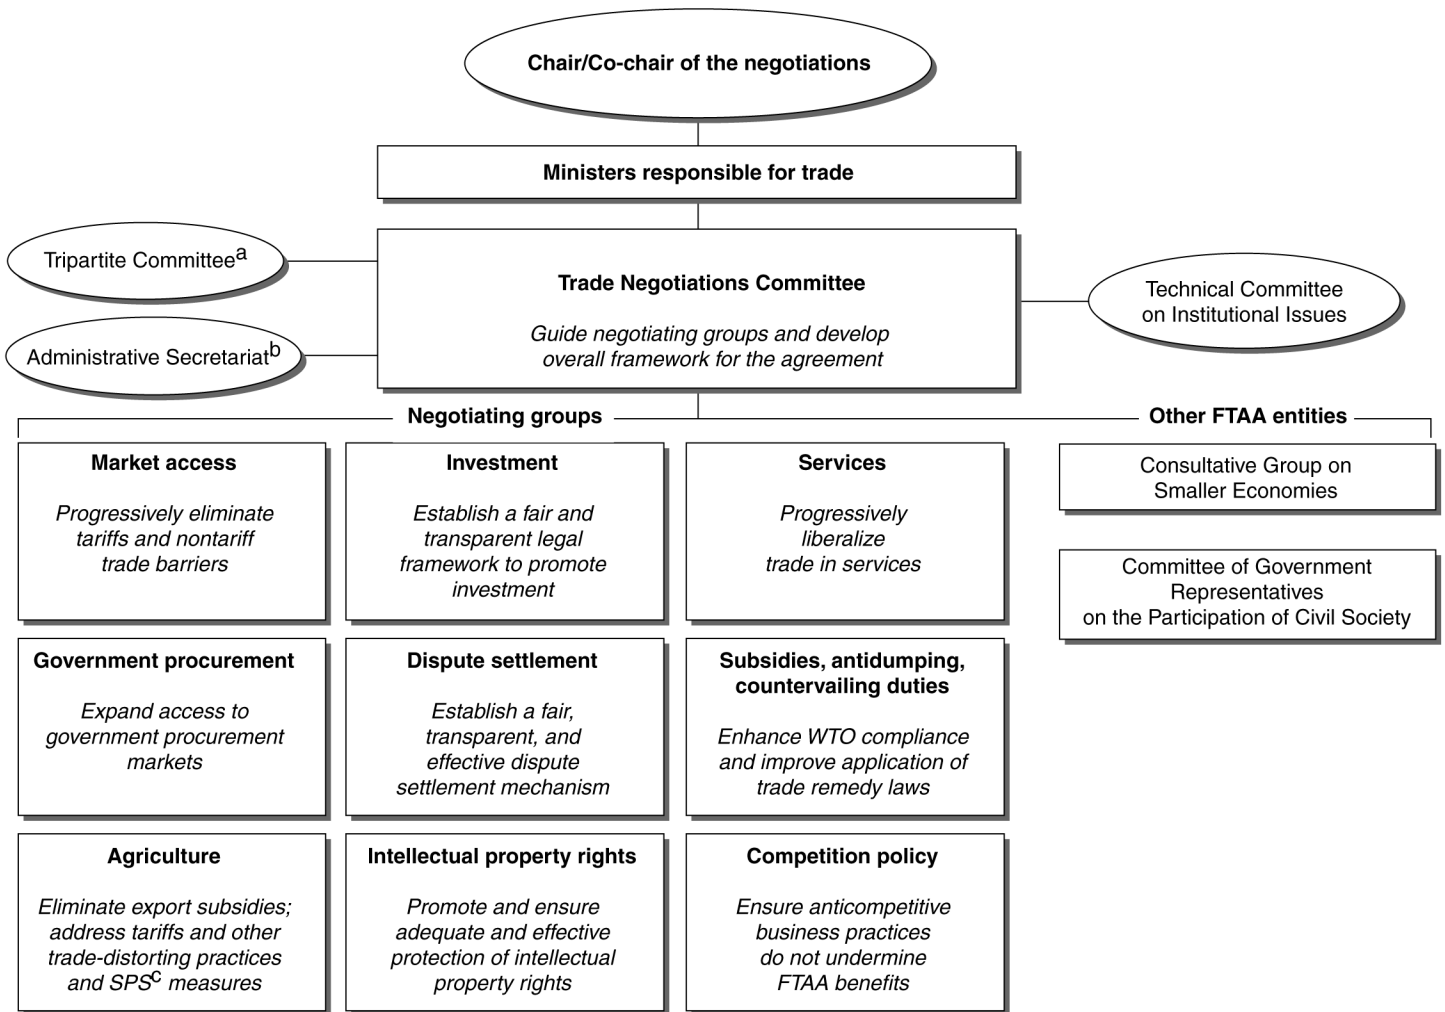 Chair/Co-chair of the negotiations
Ministers responsible for trade
Tripartite Committeea
Administrative Secretariatb
Trade Negotiations Committee
Guide negotiating groups and develop
overall framework for the agreement
Technical Committee
on Institutional Issues
Negotiating groups
Other FTAA entities
Market access
Progressively eliminate
tariffs and nontariff
trade barriers
Investment
Establish a fair and
transparent legal
framework to promote
investment
Services
Progressively
liberalize
trade in services
Consultative Group on
Smaller Economies
Committee of Government
Representatives
on the Participation of Civil Society
Government procurement
Expand access to
government procurement
markets
Dispute settlement
Establish a fair,
transparent, and
effective dispute
settlement mechanism
Subsidies, antidumping,
countervailing duties
Enhance WTO compliance
and improve application of
trade remedy laws
Agriculture
Eliminate export subsidies;
address tariffs and other
trade-distorting practices
and SPSc measures
Intellectual property rights
Promote and ensure
adequate and effective
protection of intellectual
property rights
Competition policy
Ensure anticompetitive
business practices
do not undermine
FTAA benefits